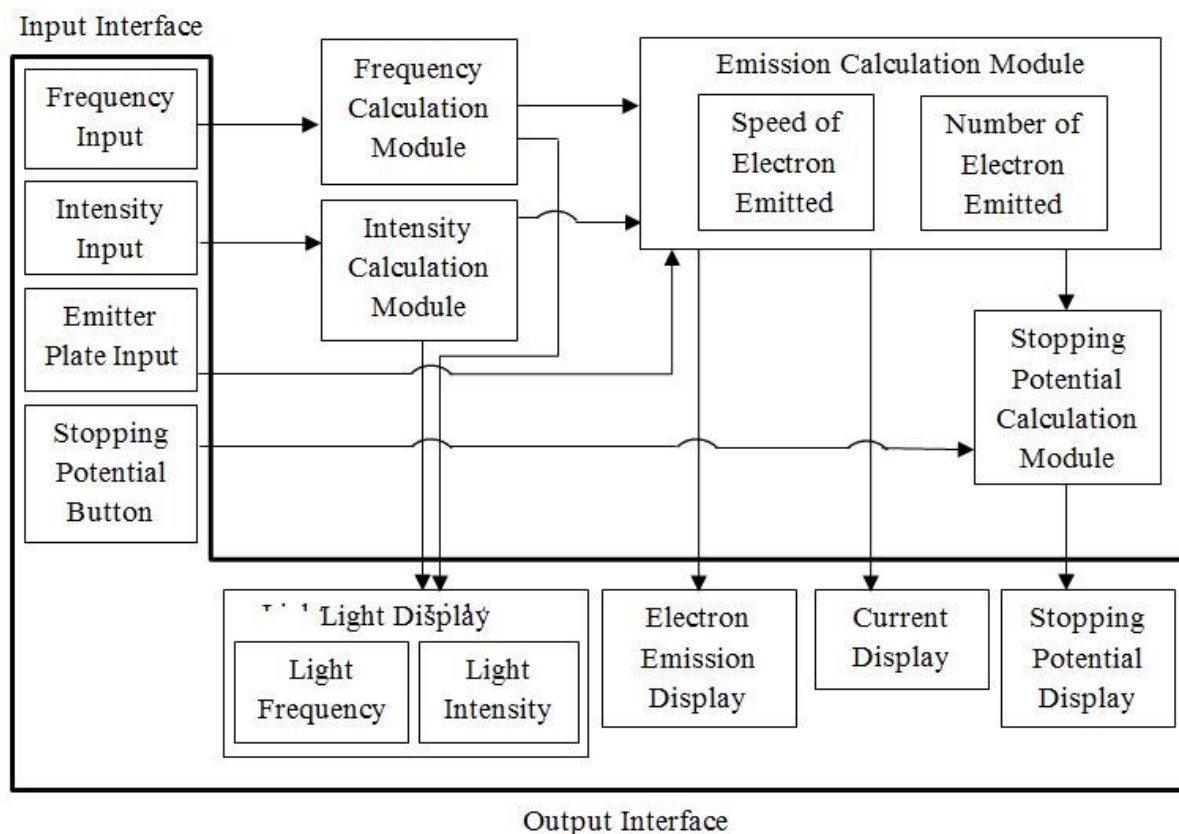 Input Interface
Frequency
Input
Intensity
Input
Emitter
Plate Input
Stopping
Potential
Button
Frequency
Calculation
Module
Intensity
Calculation
Module
Emission Calculation Module
Speed of
Electron
Emitted
Number of
Electron
Emitted
Stopping
Potential
Calculation
Module
Light Display
Light
Frequency
Light
Intensity
Electron
Emission
Display
Current
Display
Stopping
Potential
Display
Output Interface